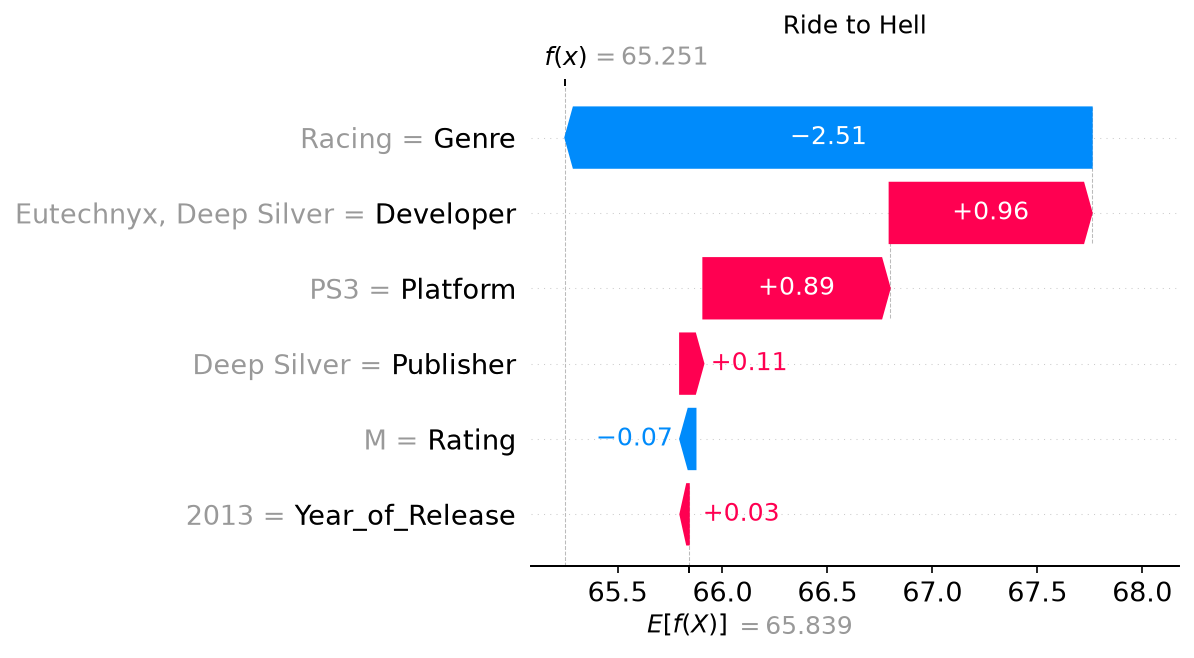 Ride to Hell
f(x) = 65.251
Racing = Genre
−2.51
Eutechnyx, Deep Silver = Developer
+0.96
PS3 = Platform
+0.89
Deep Silver = Publisher
+0.11
M = Rating
−0.07
2013 = Year_of_Release
+0.03
65.5 66.0 66.5 67.0 67.5 68.0
E[f(X)] = 65.839